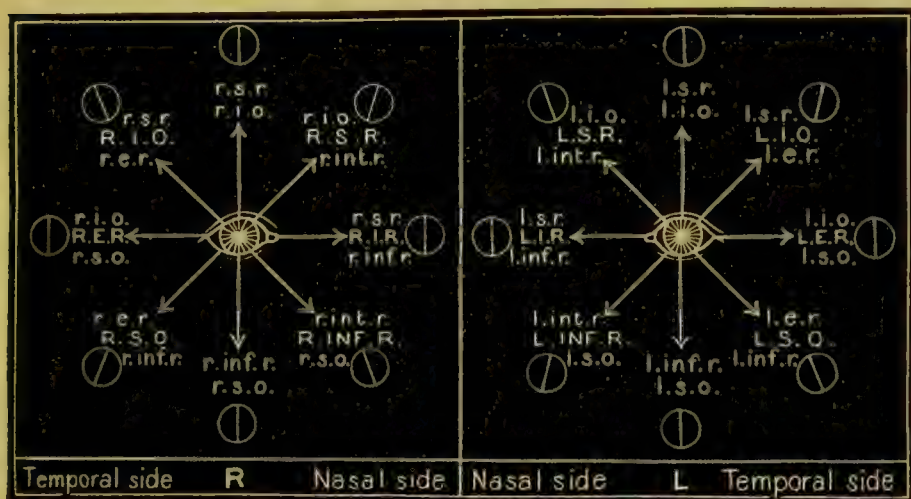 r.s.r.
r.i.o.
r.s.r.
R.I.O.
r.e.r.
r.i.o.
R.S.R.
r.int.r.
r.i.o.
R.E.R.
r.s.o.
r.s.r.
R.I.R.
r.inf.r.
r.e.r.
R.S.O.
r.inf.r.
r.inf.r.
r.s.o.
r.int.r.
R.INF.R.
r.s.o.
Temporal side R Nasal side
l.s.r.
l.i.o.
l.i.o.
L.S.R.
l.int.r.
l.s.r.
L.I.O.
l.e.r.
l.s.r.
L.I.R.
l.inf.r.
l.i.o.
L.E.R.
l.s.o.
l.int.r.
L.INF.R.
l.s.o.
l.inf.r.
l.s.o.
l.e.r.
L.S.O.
l.inf.r.
Nasal side L Temporal side